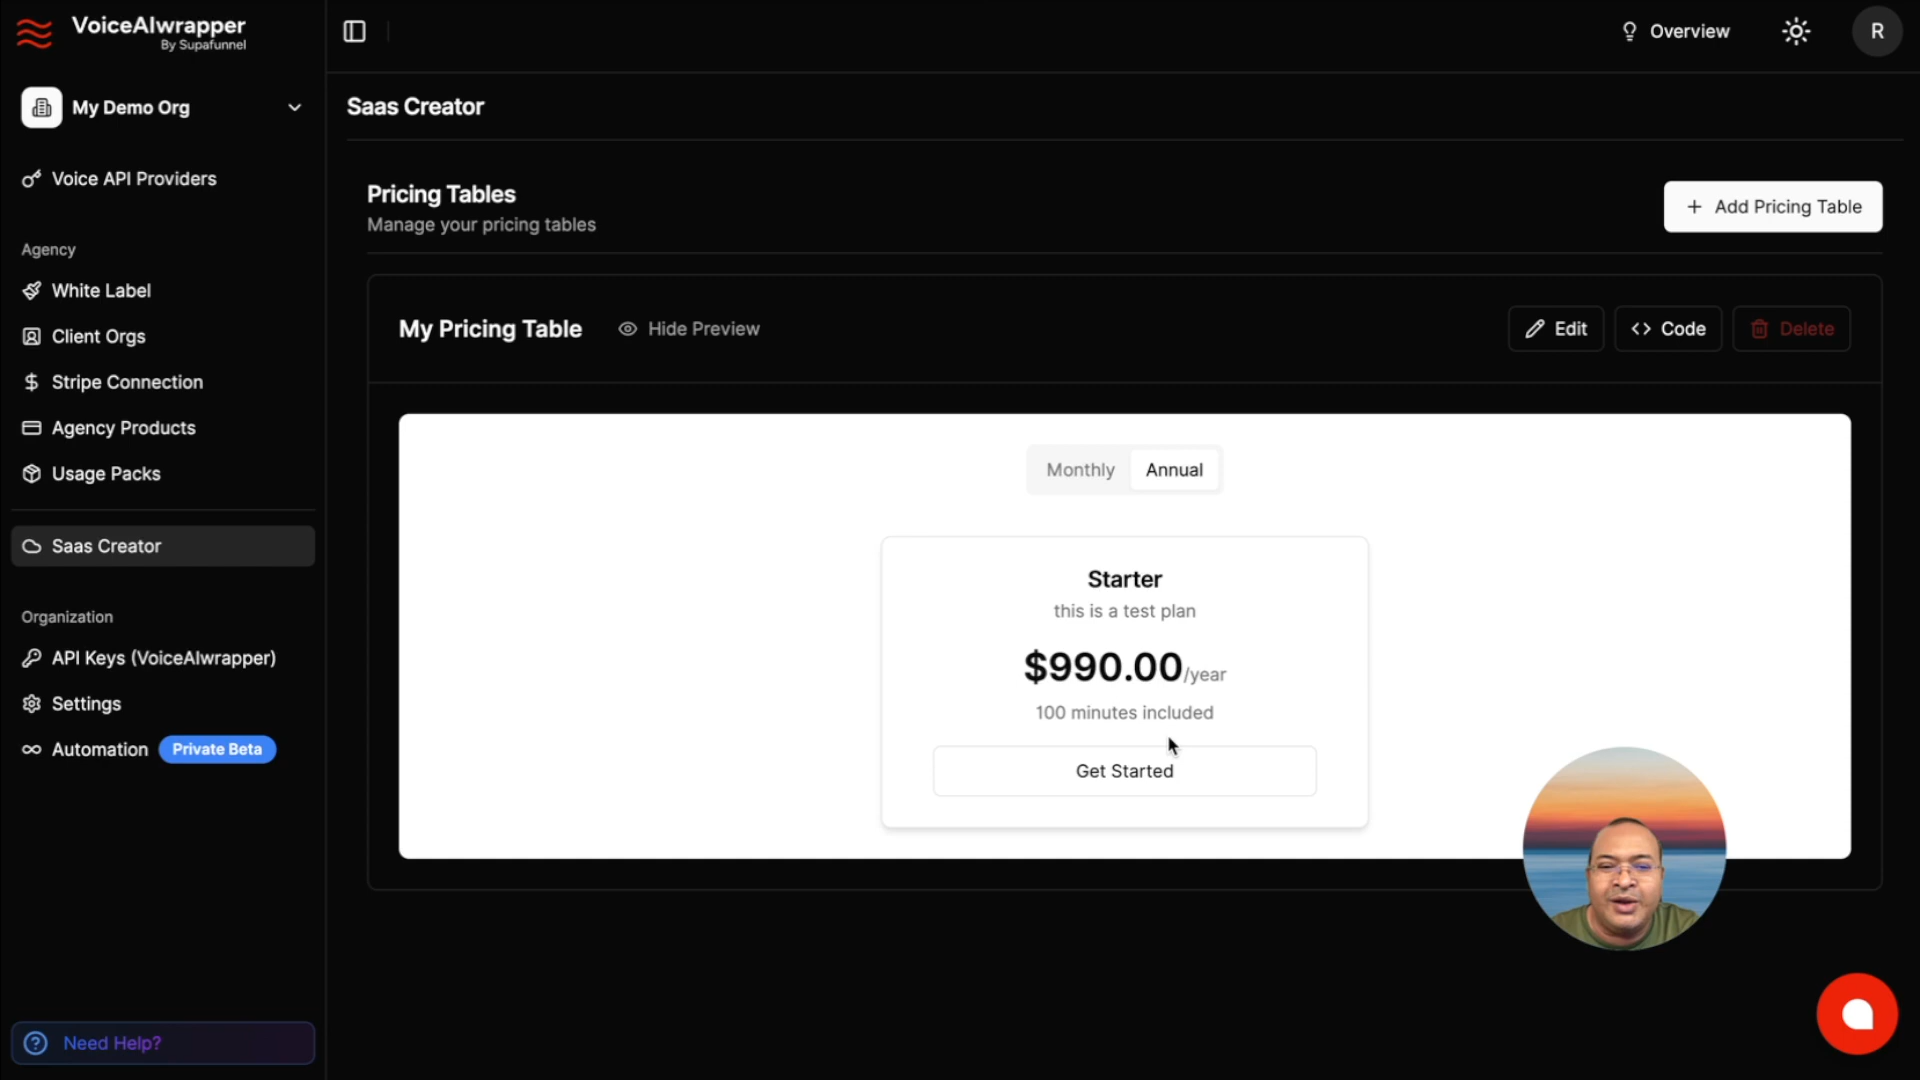 VoiceAIwrapper
By Supafunnel
Overview
R
My Demo Org
Saas Creator
Voice API Providers
Pricing Tables
Manage your pricing tables
+ Add Pricing Table
Agency
White Label
Client Orgs
Stripe Connection
Agency Products
Usage Packs
Saas Creator
Organization
API Keys (VoiceAIwrapper)
Settings
Automation Private Beta
Need Help?
My Pricing Table Hide Preview
Edit
<> Code
Delete
Monthly Annual
Starter
this is a test plan
$990.00/year
100 minutes included
Get Started